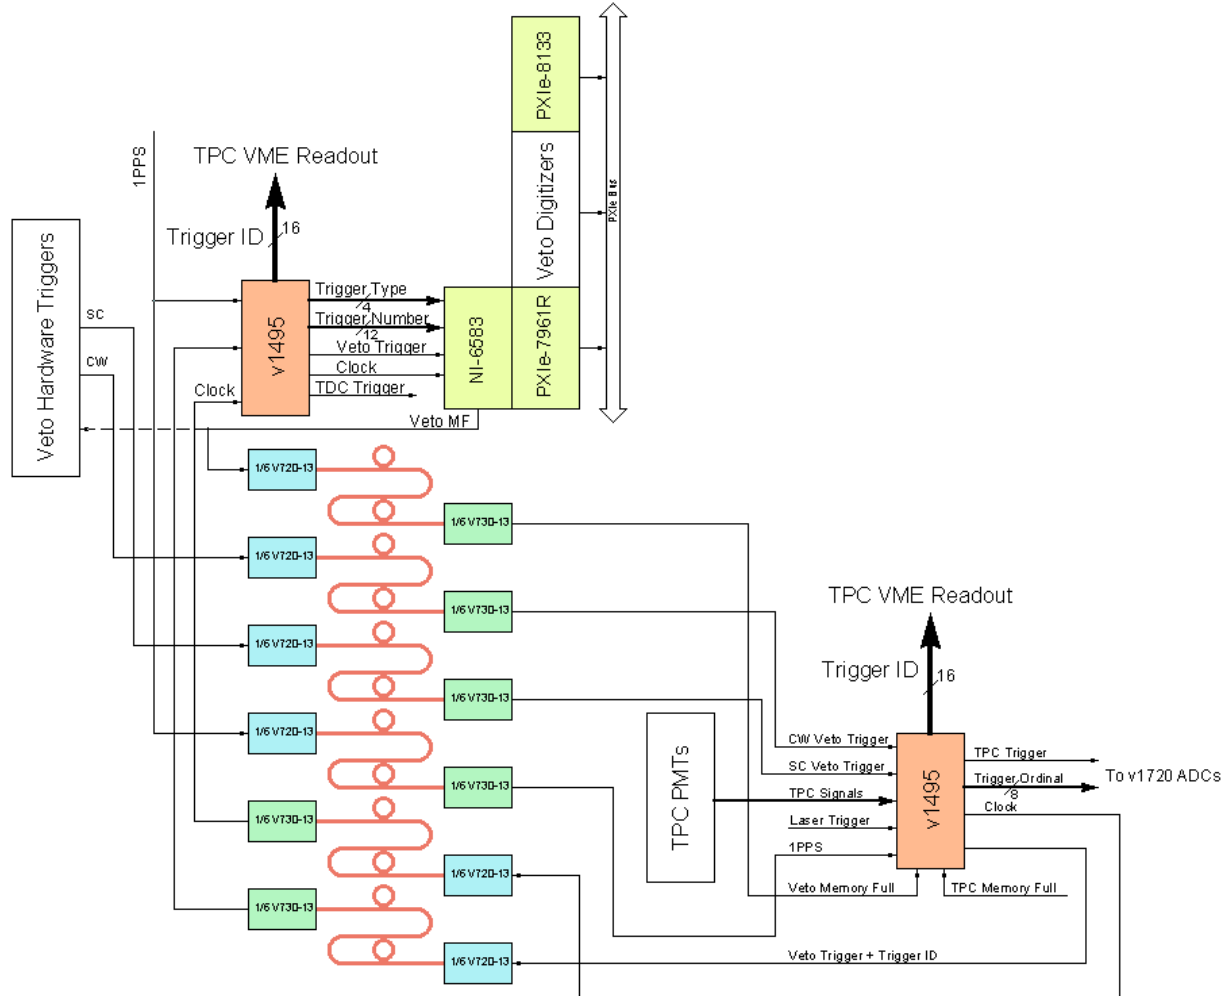 PXIe-8133
TPC VME Readout
1PPS
16
Trigger ID
Veto Digitizers
PXIe Bus
Veto Hardware Triggers
SC
CW
Clock
v1495
Trigger Type
4
Trigger Number
12
Veto Trigger
Clock
TDC Trigger
NI-6583
PXIe-7961R
Veto MF
1/6 V720-13
1/6 V730-13
1/6 V720-13
1/6 V730-13
1/6 V720-13
1/6 V730-13
1/6 V720-13
1/6 V730-13
1/6 V730-13
1/6 V720-13
1/6 V730-13
1/6 V720-13
TPC VME Readout
Trigger ID
16
TPC PMTs
CW Veto Trigger
SC Veto Trigger
TPC Signals
Laser Trigger
1PPS
Veto Memory Full
v1495
TPC Trigger
Trigger Ordinal
8
Clock
To v1720 ADCs
TPC Memory Full
Veto Trigger + Trigger ID